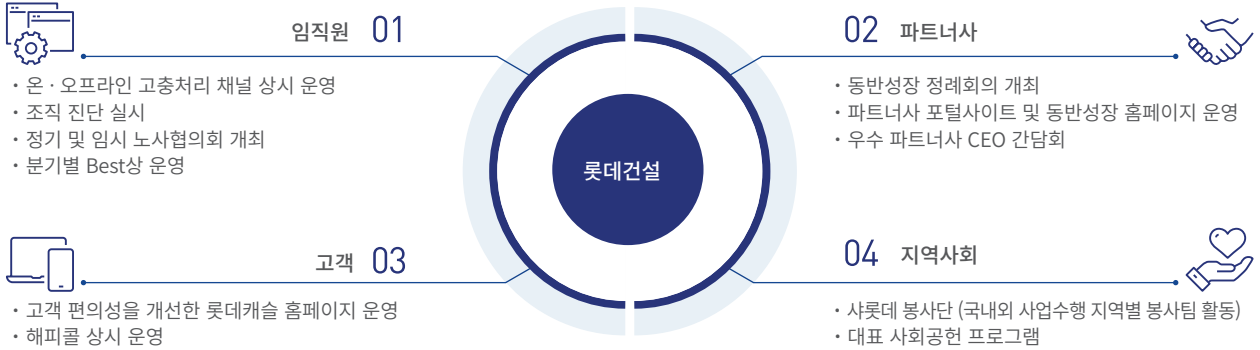 임직원 01
· 온 · 오프라인 고충처리 채널 상시 운영
· 조직 진단 실시
· 정기 및 임시 노사협의회 개최
· 분기별 Best상 운영
02 파트너사
· 동반성장 정례회의 개최
· 파트너사 포털사이트 및 동반성장 홈페이지 운영
· 우수 파트너사 CEO 간담회
롯데건설
고객 03
· 고객 편의성을 개선한 롯데캐슬 홈페이지 운영
· 해피콜 상시 운영
04 지역사회
· 샤롯데 봉사단 (국내외 사업수행 지역별 봉사팀 활동)
· 대표 사회공헌 프로그램